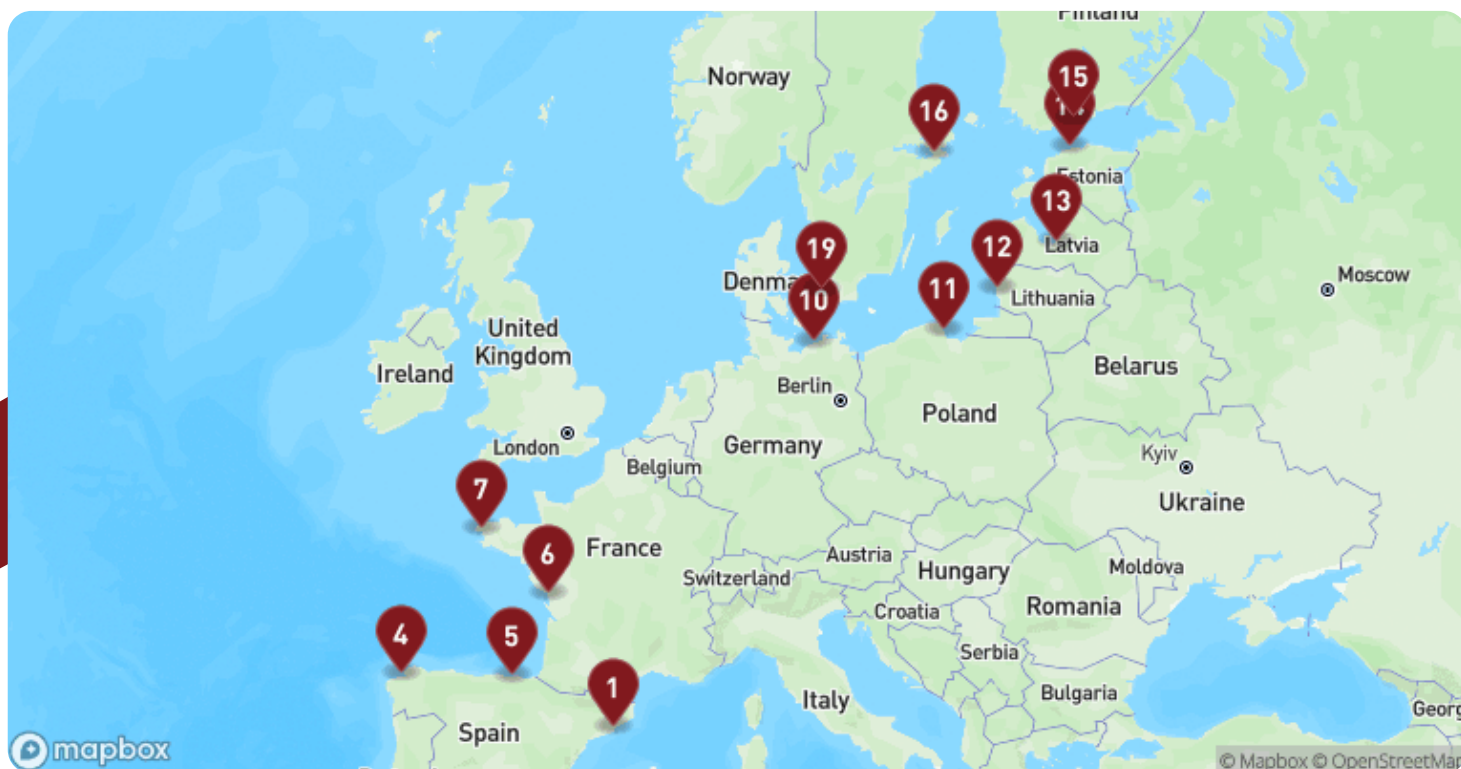 Finland
Norway
15
16
Estonia
13
Latvia
12
19
Denma
10
11
Lithuania
Moscow
United
Kingdom
Ireland
Belarus
Berlin
Poland
London
Germany
Belgium
Kyiv
Ukraine
7
6
France
Austria
Switzerland
Hungary
Moldova
Croatia
Romania
4
5
Serbia
1
Italy
Bulgaria
Spain
Georg
mapbox
© Mapbox © OpenStreetMap